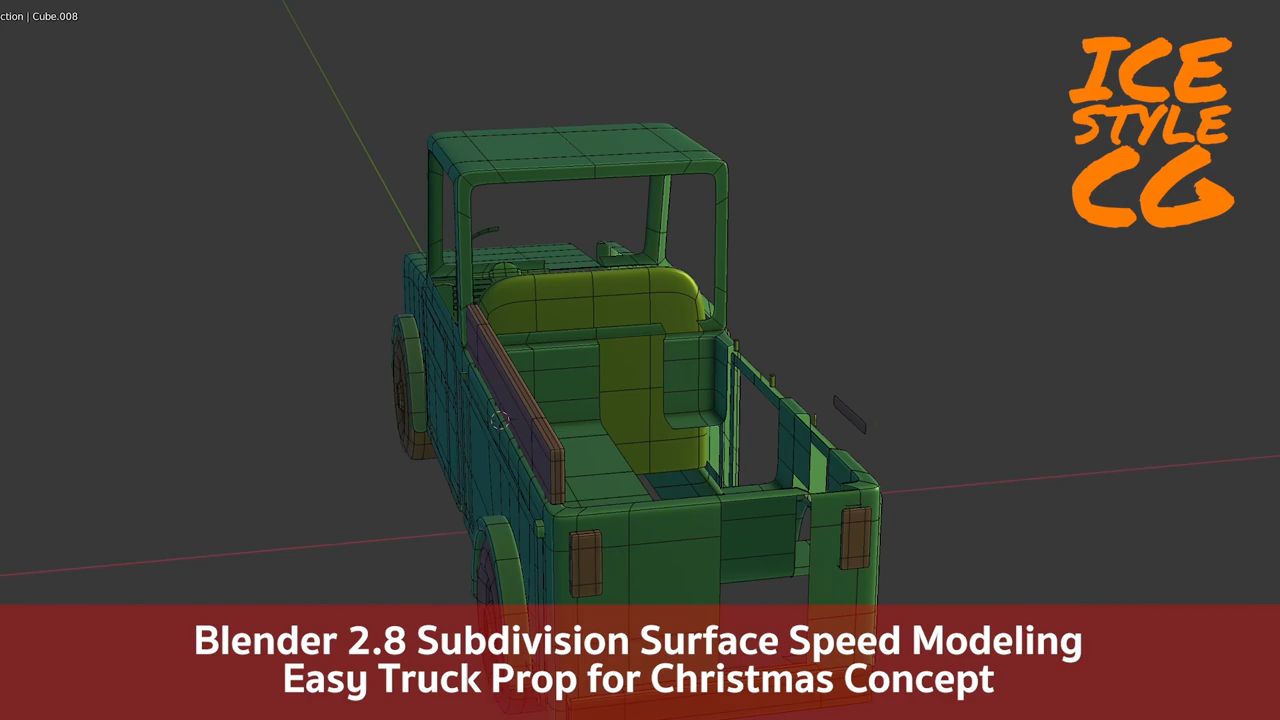 ction | Cube.008
ICE
STYLE
CG
Blender 2.8 Subdivision Surface Speed Modeling
Easy Truck Prop for Christmas Concept